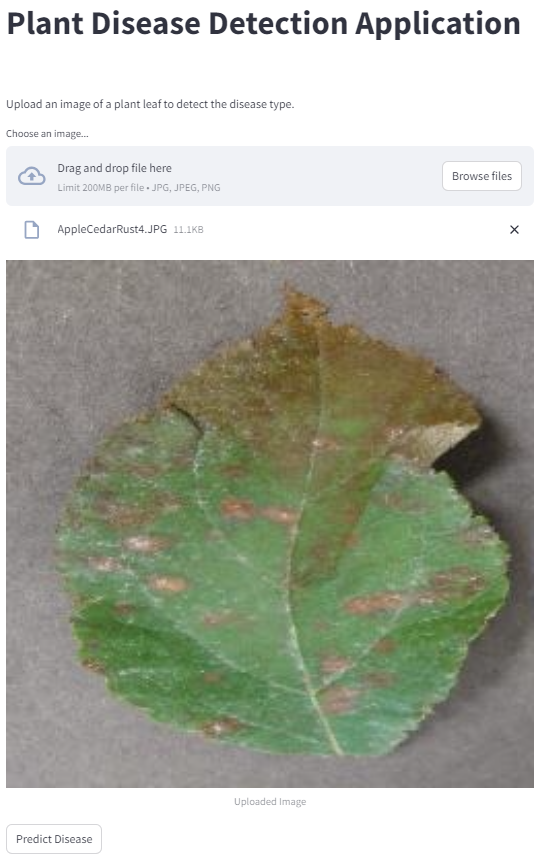 Plant Disease Detection Application
Upload an image of a plant leaf to detect the disease type.
Choose an image...
Drag and drop file here
Limit 200MB per file • JPG, JPEG, PNG
Browse files
AppleCedarRust4.JPG 11.1KB
Uploaded Image
Predict Disease